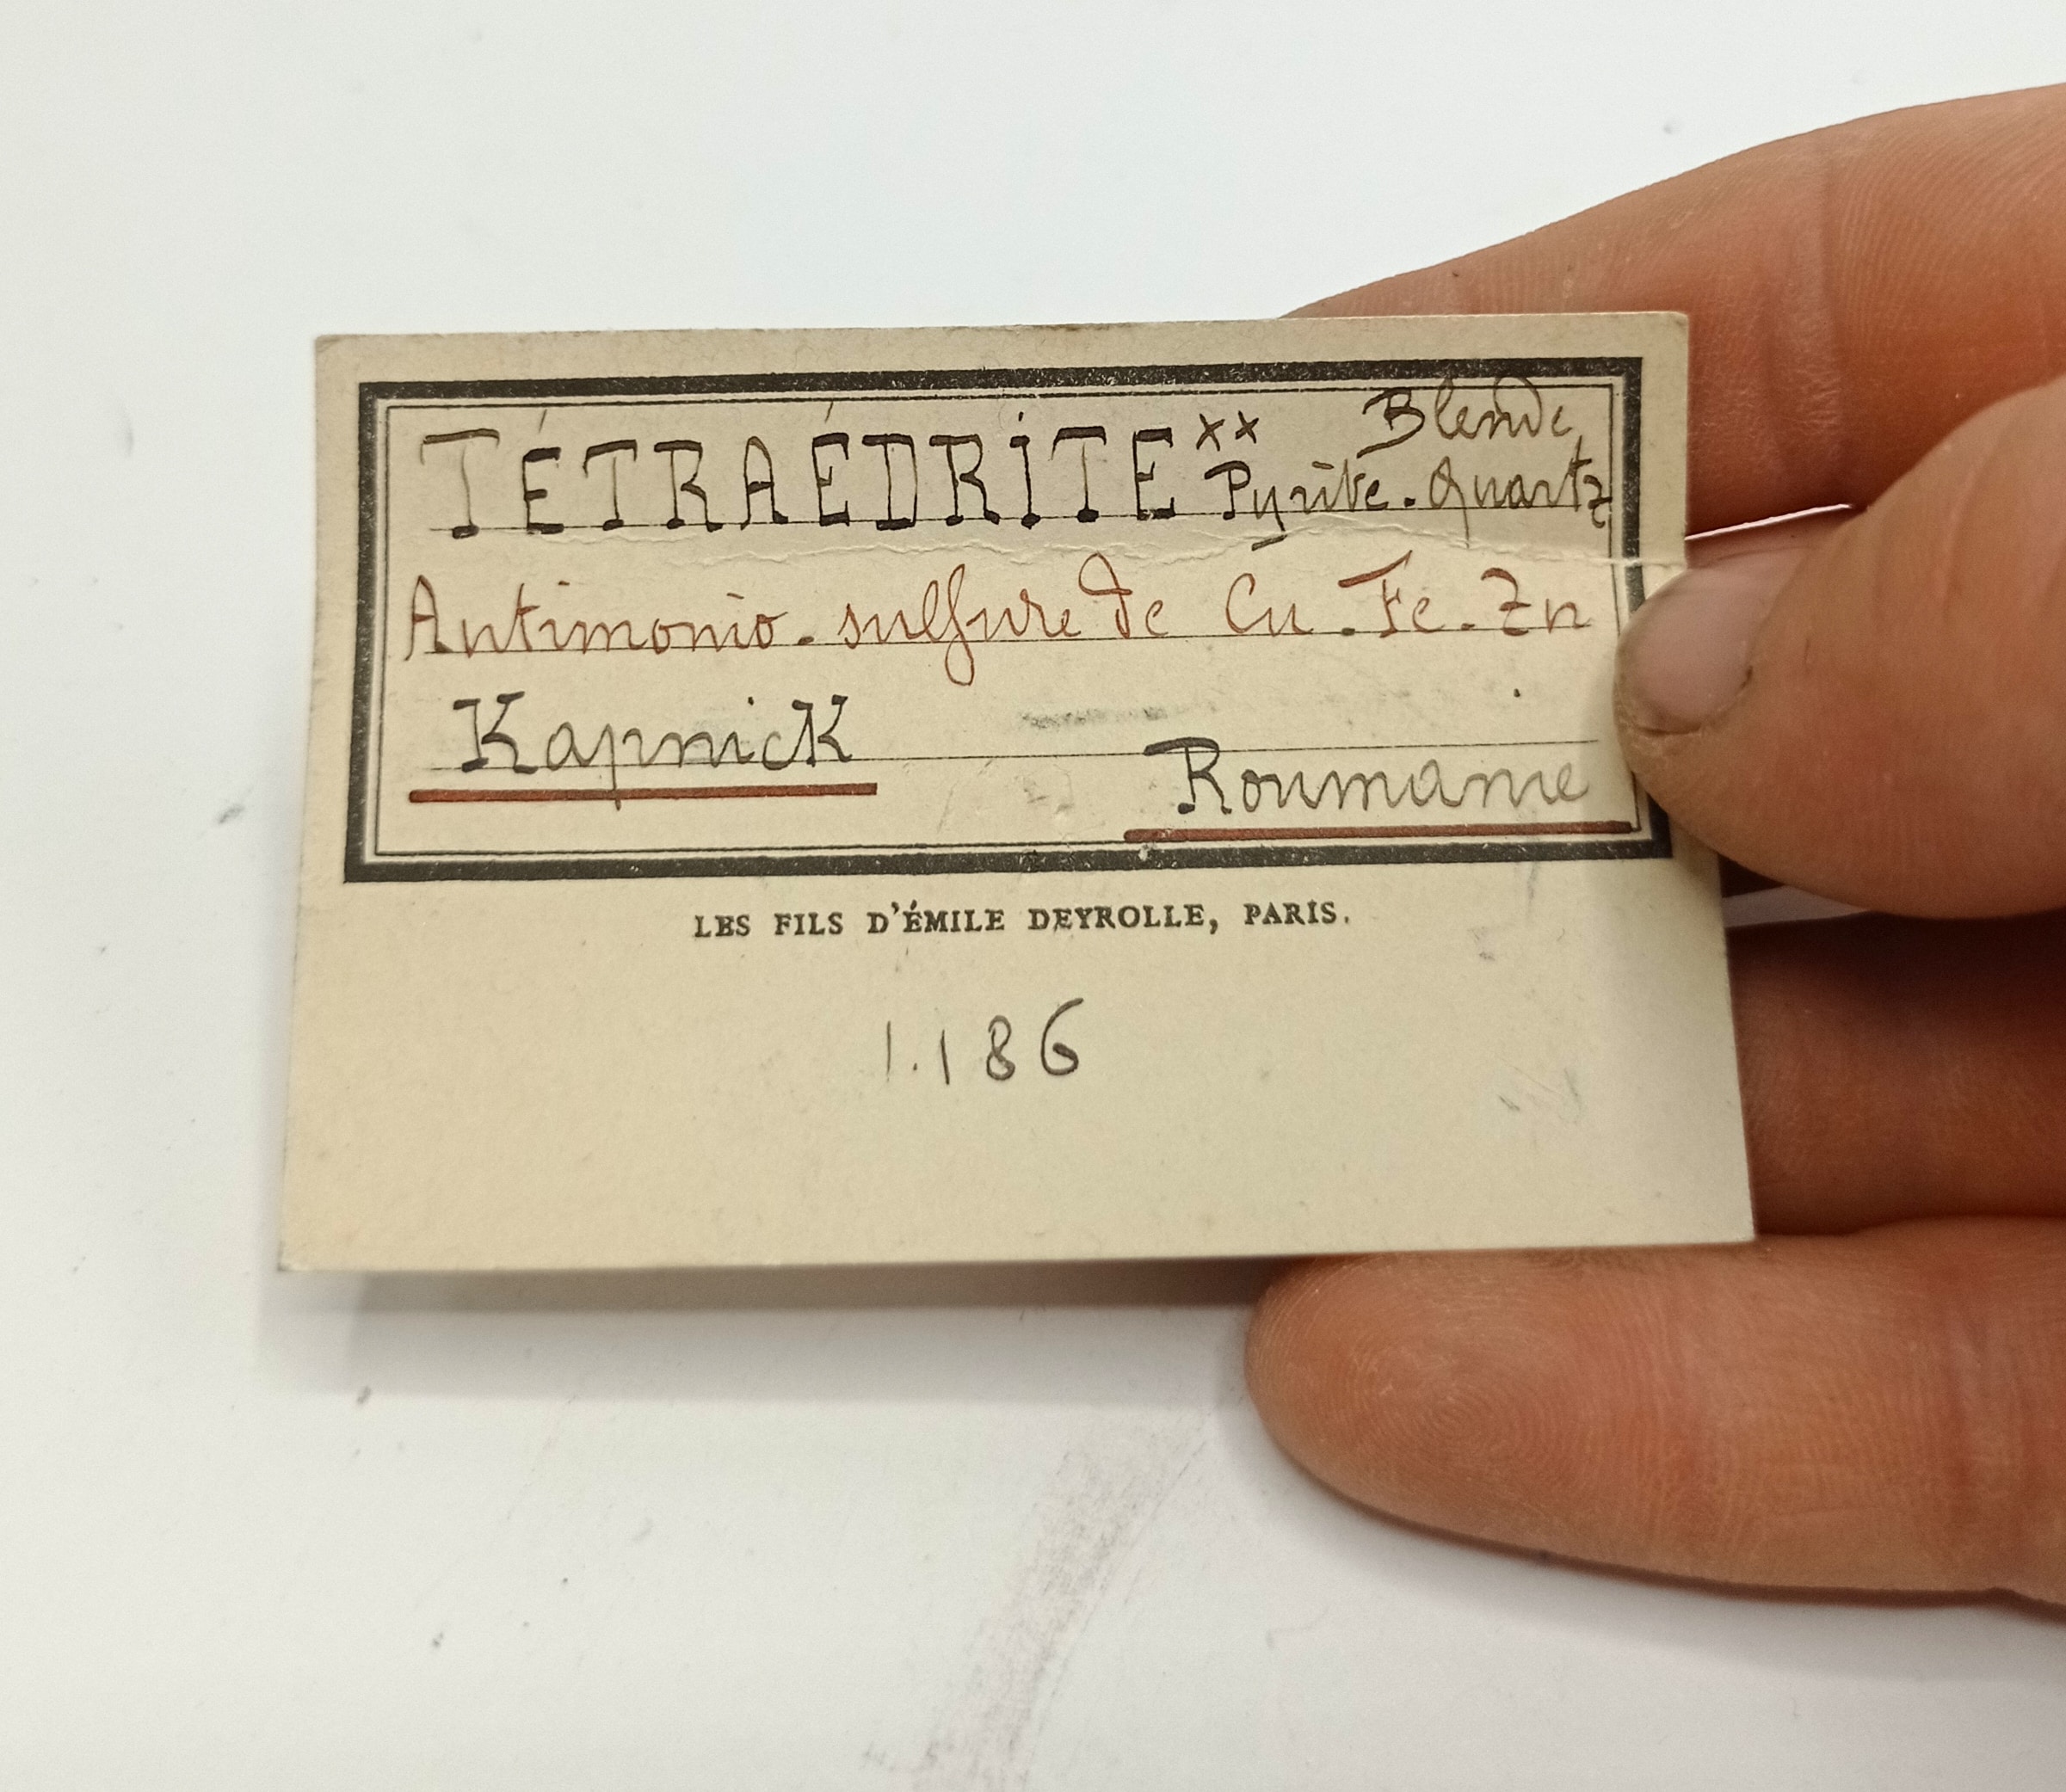 TÉTRAÉDRITE xx Blende,
Pyrite. Quartz
Antimonio-sulfure de Cu. Fe. Zn
Kapnick
Roumanie
LES FILS D'ÉMILE DEYROLLE, PARIS.
1.186